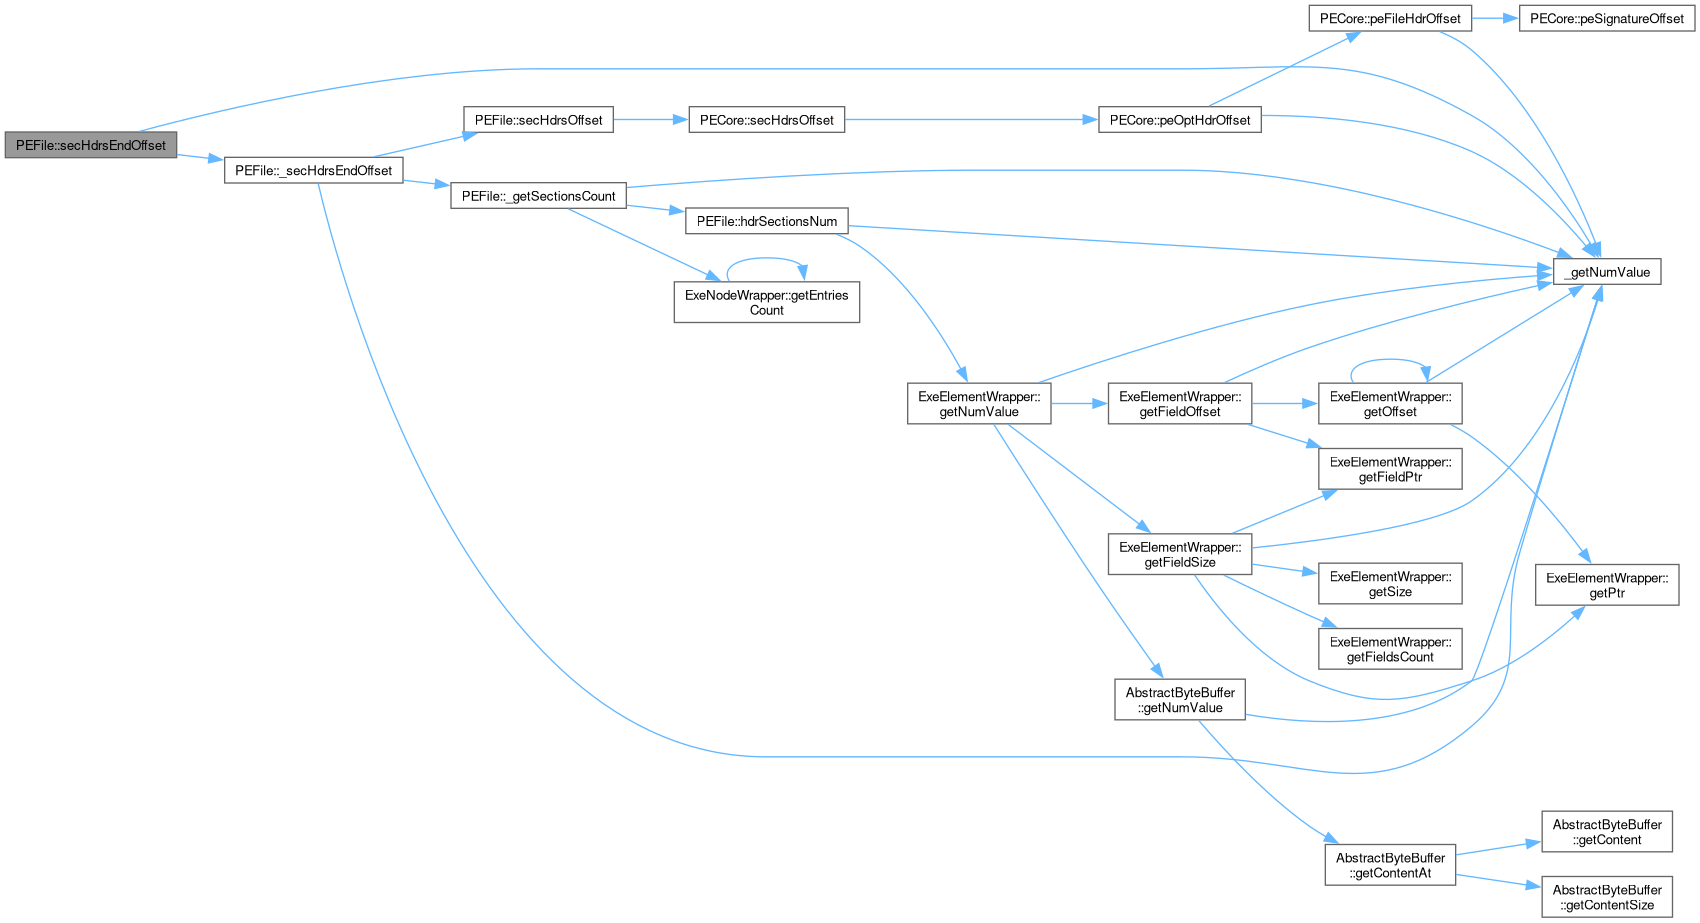 PECore::peFileHdrOffset
PECore::peSignatureOffset
PEFile::secHdrsOffset
PECore::secHdrsOffset
PECore::peOptHdrOffset
PEFile::secHdrsEndOffset
PEFile::_secHdrsEndOffset
PEFile::_getSectionsCount
PEFile::hdrSectionsNum
_getNumValue
ExeNodeWrapper::getEntries
Count
ExeElementWrapper::
getNumValue
ExeElementWrapper::
getFieldOffset
ExeElementWrapper::
getOffset
ExeElementWrapper::
getFieldPtr
ExeElementWrapper::
getFieldSize
ExeElementWrapper::
getSize
ExeElementWrapper::
getPtr
ExeElementWrapper::
getFieldsCount
AbstractByteBuffer
::getNumValue
AbstractByteBuffer
::getContent
AbstractByteBuffer
::getContentAt
AbstractByteBuffer
::getContentSize